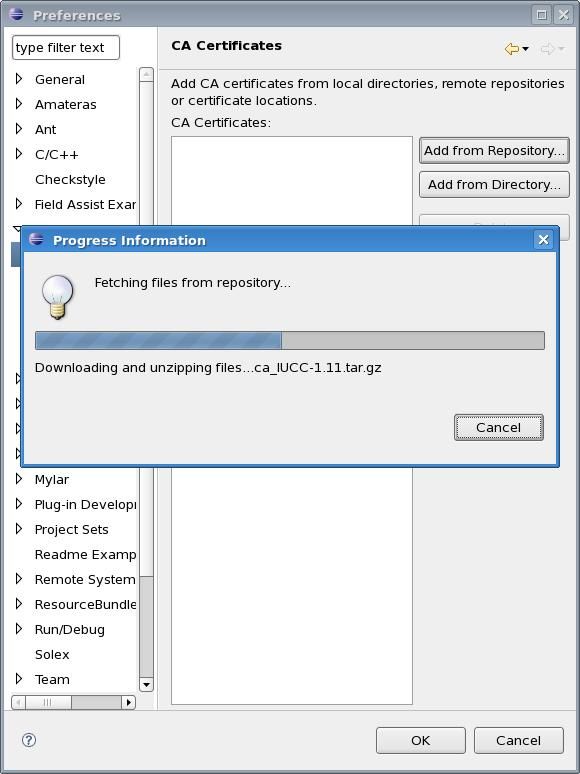 Preferences
type filter text
CA Certificates
General
Amateras
Ant
C/C++
Checkstyle
Field Assist Exar
Add CA certificates from local directories, remote repositories
or certificate locations.
CA Certificates:
Add from Repository...
Add from Directory...
Progress Information
Fetching files from repository...
Downloading and unzipping files...ca_IUCC-1.11.tar.gz
Cancel
Mylar
Plug-in Developr
Project Sets
Readme Examp
Remote System
ResourceBundle
Run/Debug
Solex
Team
OK
Cancel